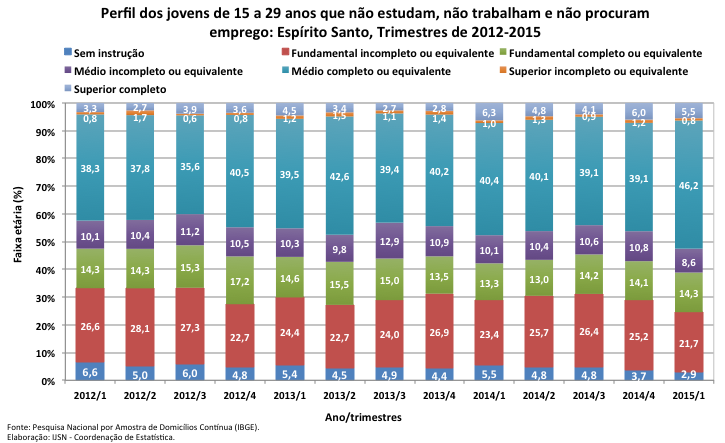 Perfil dos jovens de 15 a 29 anos que não estudam, não trabalham e não procuram
emprego: Espírito Santo, Trimestres de 2012-2015
Sem instrução
Fundamental incompleto ou equivalente
Fundamental completo ou equivalente
Médio incompleto ou equivalente
Médio completo ou equivalente
Superior incompleto ou equivalente
Superior completo
Faixa etária (%)
100%
90%
80%
70%
60%
50%
40%
30%
20%
10%
0%
3,3 2,7 3,9 3,6 4,5 3,4 2,7 2,8 6,3 4,8 4,1 6,0 5,5
0,8 1,7 0,6 0,8 1,2 1,5 1,1 1,4 1,0 1,3 0,9 1,2 0,8
38,3 37,8 35,6 40,5 39,5 42,6 39,4 40,2 40,4 40,1 39,1 39,1 46,2
10,1 10,4 11,2 10,5 10,3 9,8 12,9 10,9 10,1 10,4 10,6 10,8 8,6
14,3 14,3 15,3 17,2 14,6 15,5 15,0 13,5 13,3 13,0 14,2 14,1 14,3
26,6 28,1 27,3 22,7 24,4 22,7 24,0 26,9 23,4 25,7 26,4 25,2 21,7
6,6 5,0 6,0 4,8 5,4 4,5 4,9 4,4 5,5 4,8 4,8 3,7 2,9
2012/1 2012/2 2012/3 2012/4 2013/1 2013/2 2013/3 2013/4 2014/1 2014/2 2014/3 2014/4 2015/1
Ano/trimestres
Fonte: Pesquisa Nacional por Amostra de Domicílios Contínua (IBGE).
Elaboração: IJSN - Coordenação de Estatística.